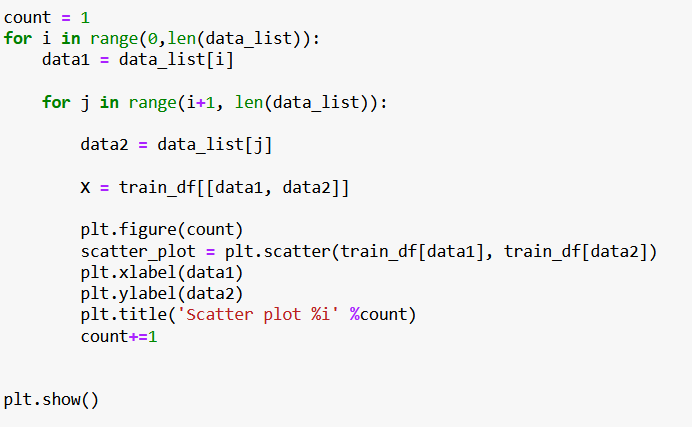 count = 1
for i in range(0,len(data_list)):
    data1 = data_list[i]
    for j in range(i+1, len(data_list)):
        data2 = data_list[j]
        X = train_df[[data1, data2]]
        plt.figure(count)
        scatter_plot = plt.scatter(train_df[data1], train_df[data2])
        plt.xlabel(data1)
        plt.ylabel(data2)
        plt.title('Scatter plot %i' %count)
        count+=1
plt.show()